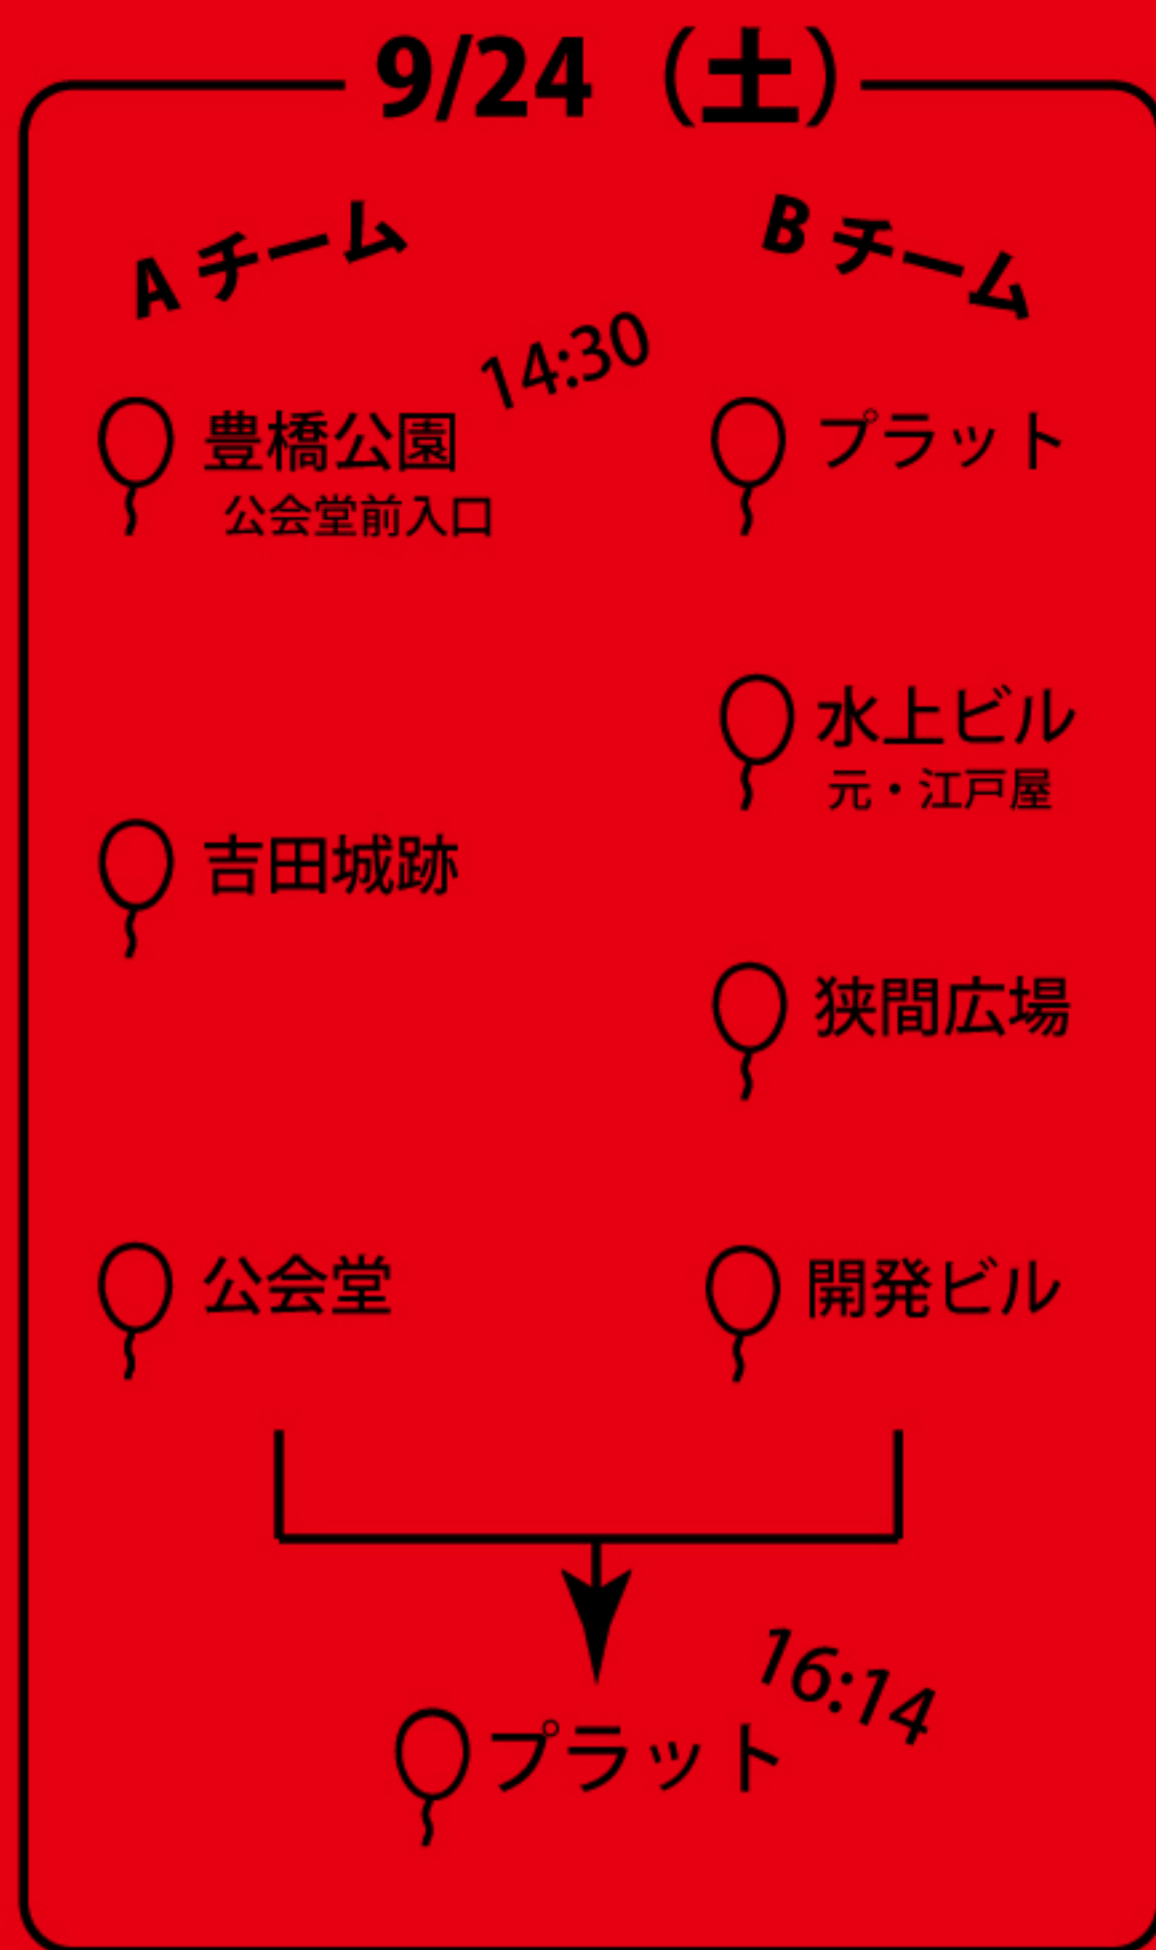 9/24（土）
Aチーム
Bチーム
14:30
豊橋公園
公会堂前入口
プラット
水上ビル
元・江戸屋
吉田城跡
狭間広場
公会堂
開発ビル
16:14
プラット